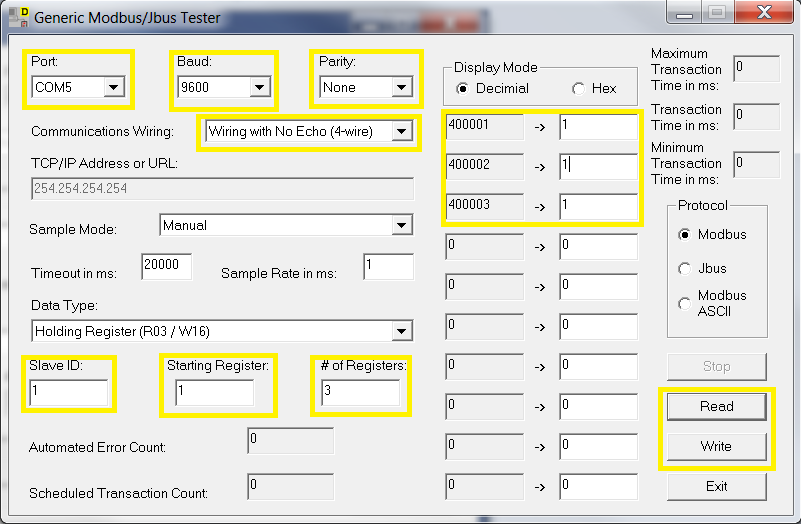 Generic Modbus/Jbus Tester
Port:
COM5
Baud:
9600
Parity:
None
Communications Wiring:
Wiring with No Echo (4-wire)
TCP/IP Address or URL:
254.254.254.254
Sample Mode:
Manual
Timeout in ms:
20000
Sample Rate in ms:
1
Data Type:
Holding Register (R03 / W16)
Slave ID:
1
Starting Register:
1
# of Registers:
3
Automated Error Count:
0
Scheduled Transaction Count:
0
Display Mode
Decimial
Hex
400001 -> 1
400002 -> 1
400003 -> 1
0 -> 0
0 -> 0
0 -> 0
0 -> 0
0 -> 0
0 -> 0
0 -> 0
Maximum
Transaction
Time in ms:
0
Transaction
Time in ms:
0
Minimum
Transaction
Time in ms:
0
Protocol
Modbus
Jbus
Modbus
ASCII
Stop
Read
Write
Exit